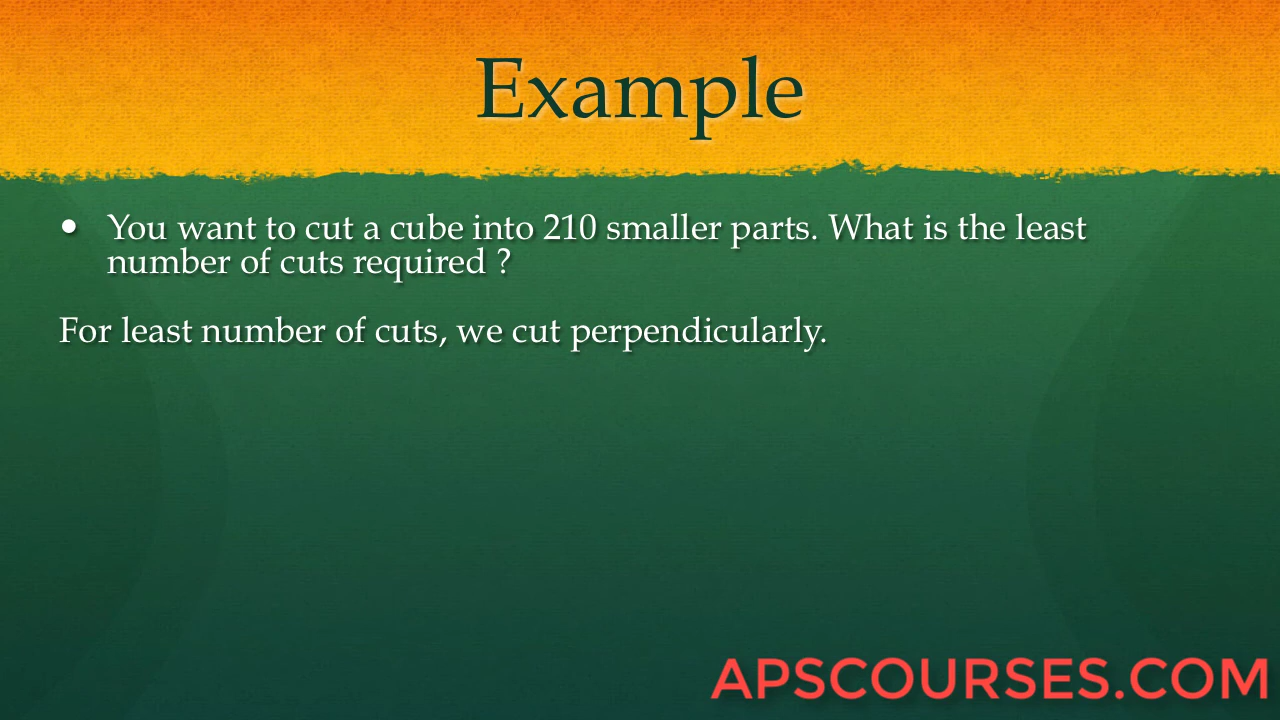 Example
• You want to cut a cube into 210 smaller parts. What is the least
number of cuts required ?
For least number of cuts, we cut perpendicularly.
APSCOURSES.COM